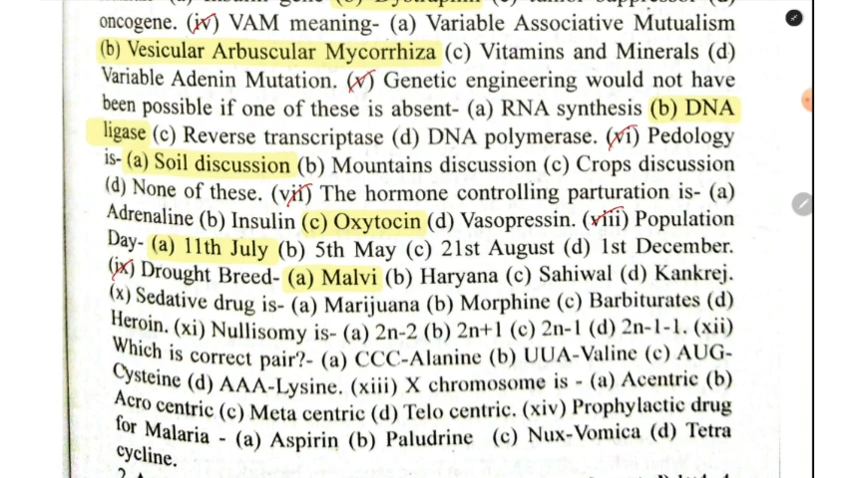 oncogene. (iv) VAM meaning- (a) Variable Associative Mutualism
(b) Vesicular Arbuscular Mycorrhiza (c) Vitamins and Minerals (d)
Variable Adenin Mutation. (v) Genetic engineering would not have
been possible if one of these is absent- (a) RNA synthesis (b) DNA
ligase (c) Reverse transcriptase (d) DNA polymerase. (vi) Pedology
is- (a) Soil discussion (b) Mountains discussion (c) Crops discussion
(d) None of these. (vii) The hormone controlling parturation is- (a)
Adrenaline (b) Insulin (c) Oxytocin (d) Vasopressin. (viii) Population
Day- (a) 11th July (b) 5th May (c) 21st August (d) 1st December.
(ix) Drought Breed- (a) Malvi (b) Haryana (c) Sahiwal (d) Kankrej.
(x) Sedative drug is- (a) Marijuana (b) Morphine (c) Barbiturates (d)
Heroin. (xi) Nullisomy is- (a) 2n-2 (b) 2n+1 (c) 2n-1 (d) 2n-1-1. (xii)
Which is correct pair?- (a) CCC-Alanine (b) UUA-Valine (c) AUG-
Cysteine (d) AAA-Lysine. (xiii) X chromosome is - (a) Acentric (b)
Acro centric (c) Meta centric (d) Telo centric. (xiv) Prophylactic drug
for Malaria - (a) Aspirin (b) Paludrine (c) Nux-Vomica (d) Tetra
cycline.